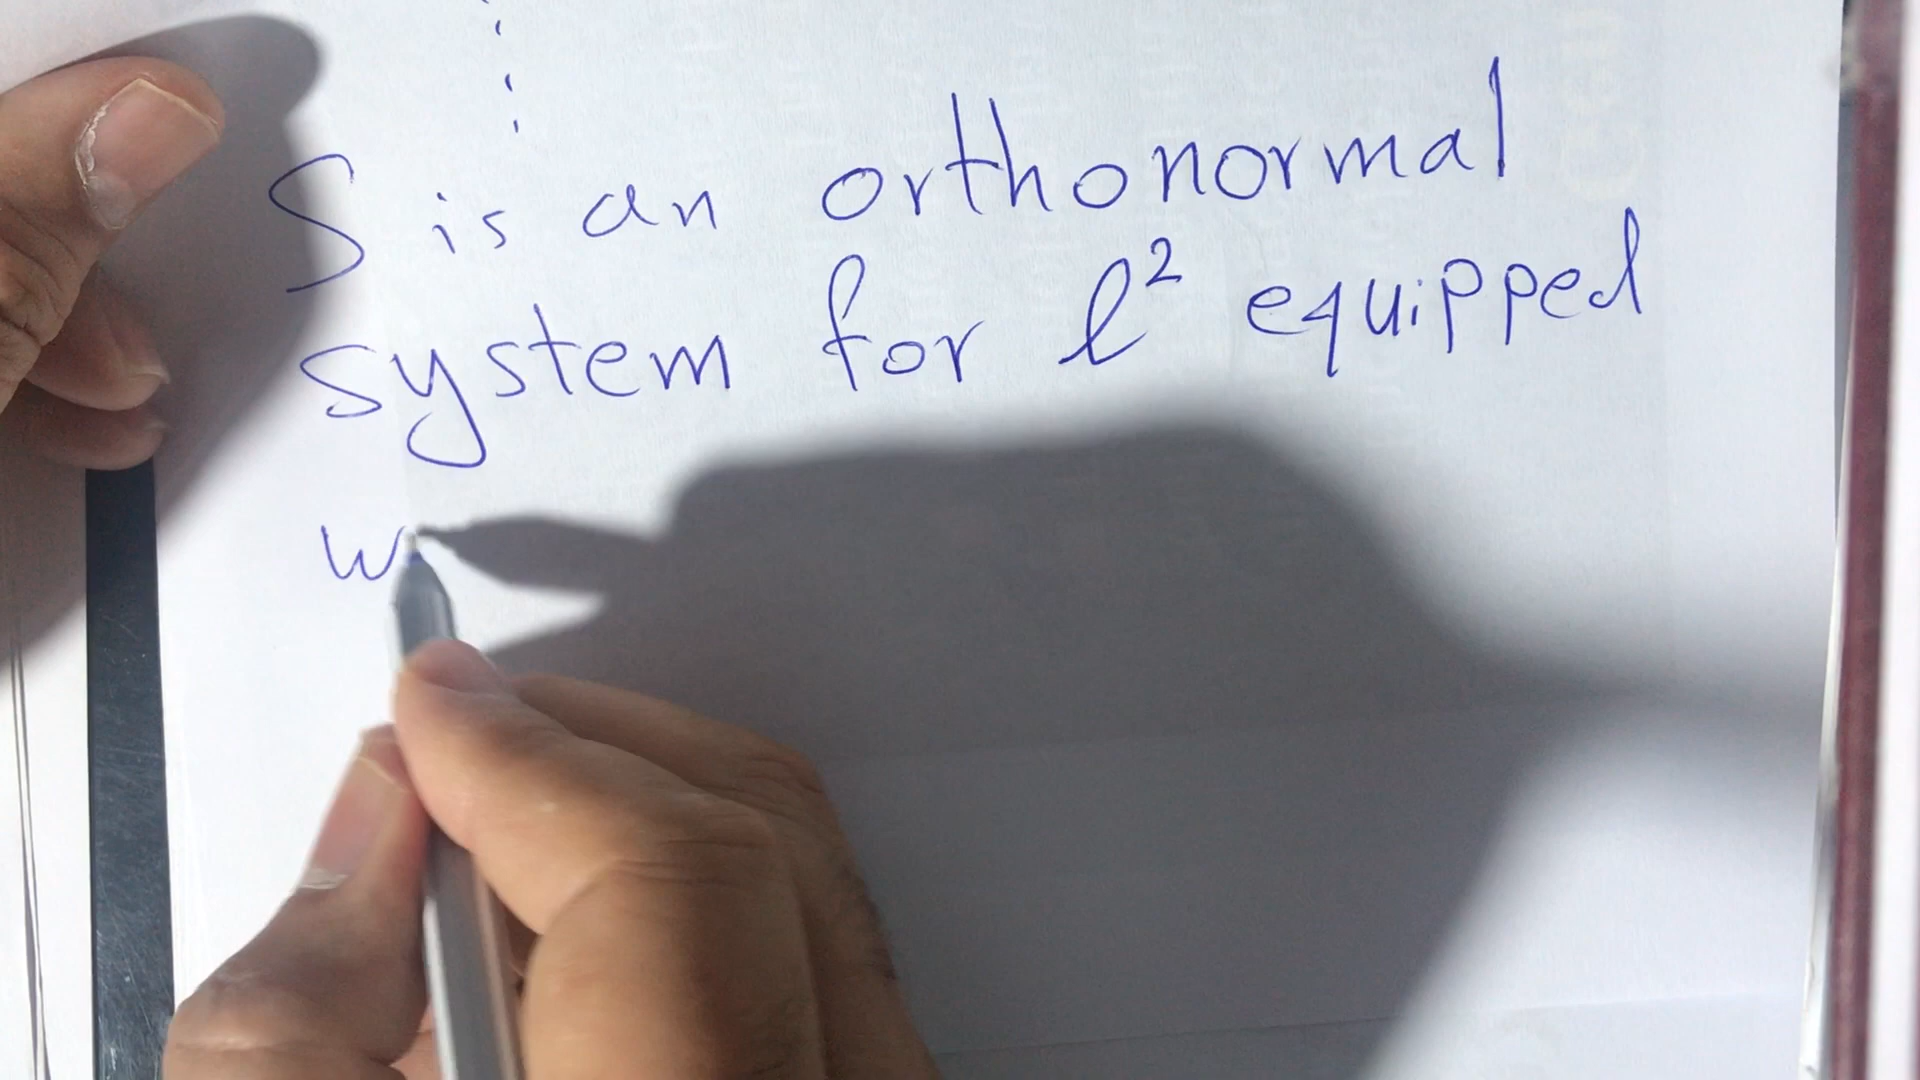 S is an orthonormal
system for ℓ² equipped
w